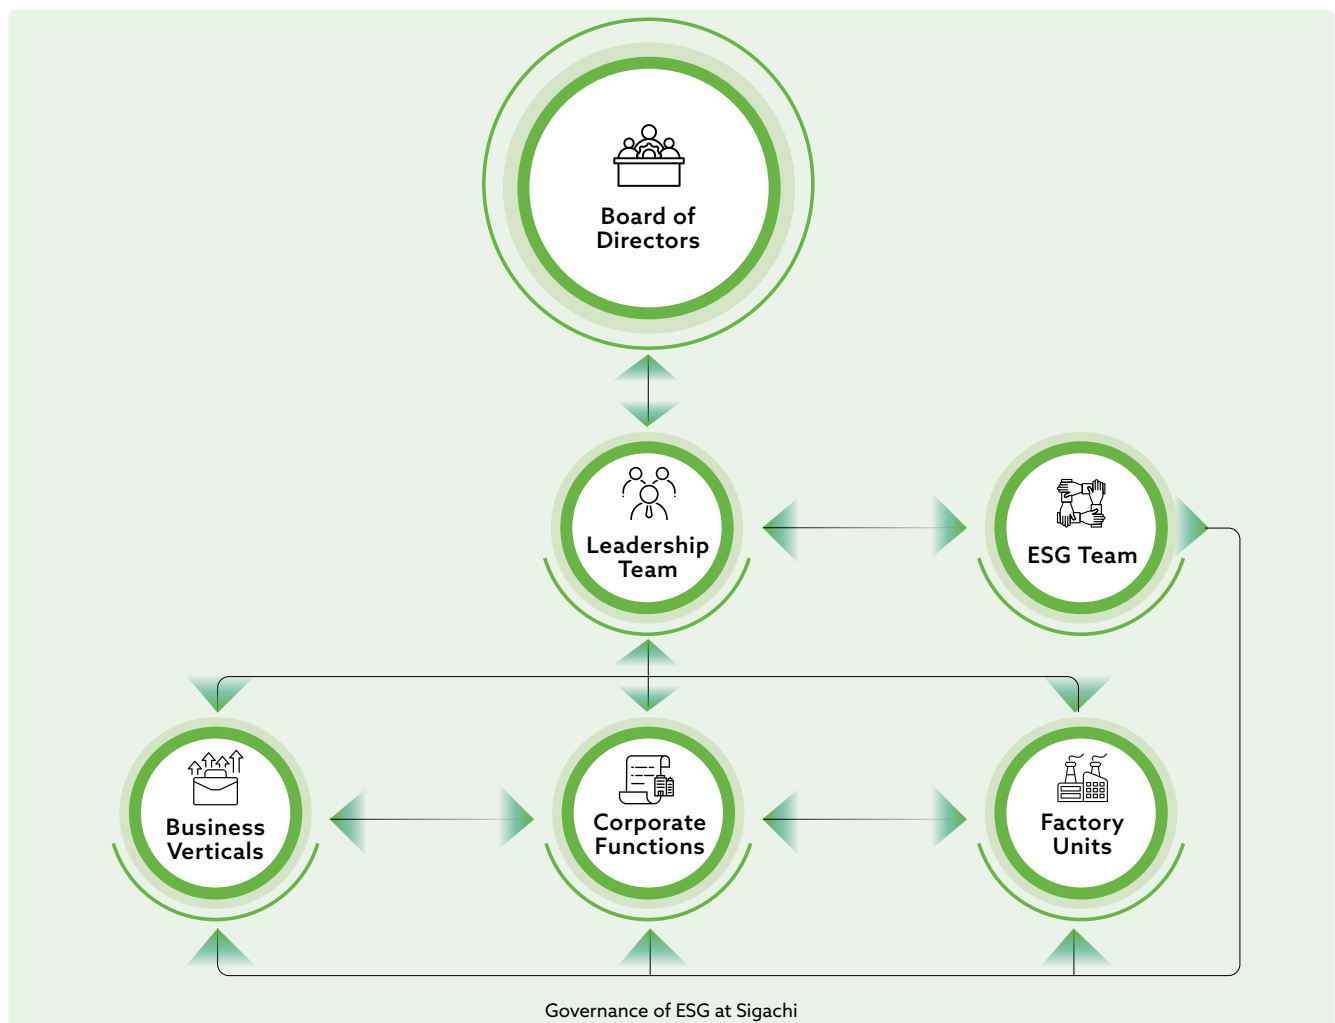 Board of
Directors
Leadership
Team
ESG Team
Business
Verticals
Corporate
Functions
Factory
Units
Governance of ESG at Sigachi